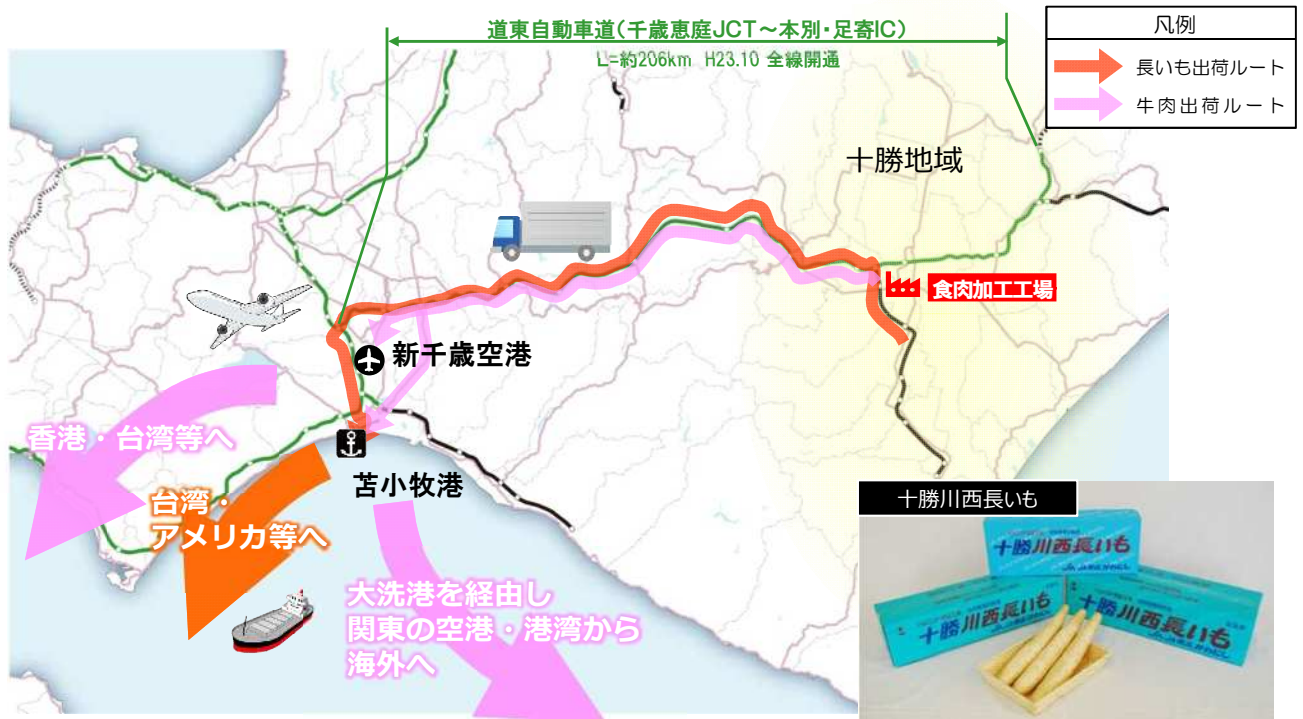 道東自動車道(千歳恵庭JCT～本別・足寄IC)
L=約206km H23.10 全線開通
凡例
長いも出荷ルート
牛肉出荷ルート
十勝地域
食肉加工工場
新千歳空港
香港・台湾等へ
苫小牧港
台湾・
アメリカ等へ
大洗港を経由し
関東の空港・港湾から
海外へ
十勝川西長いも
十勝川西長いも
十勝川西長いも
十勝川西長いも